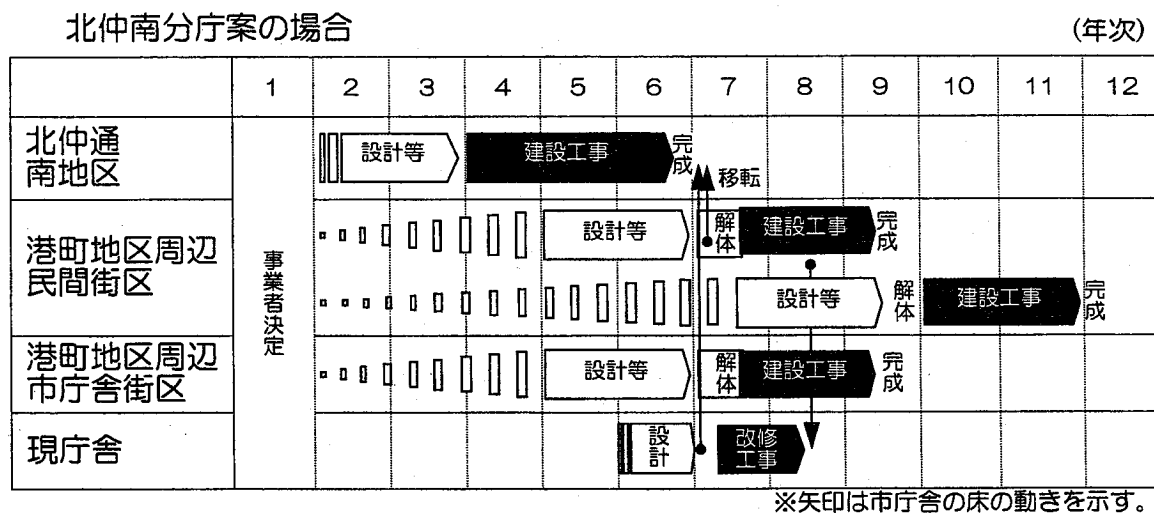 北仲南分庁案の場合
(年次)
1 2 3 4 5 6 7 8 9 10 11 12
事業者決定
北仲通
南地区
設計等
建設工事
完成
移転
港町地区周辺
民間街区
設計等
解体
建設工事
完成
設計等
解体
建設工事
完成
港町地区周辺
市庁舎街区
設計等
解体
建設工事
完成
現庁舎
設計
改修
工事
※矢印は市庁舎の床の動きを示す。